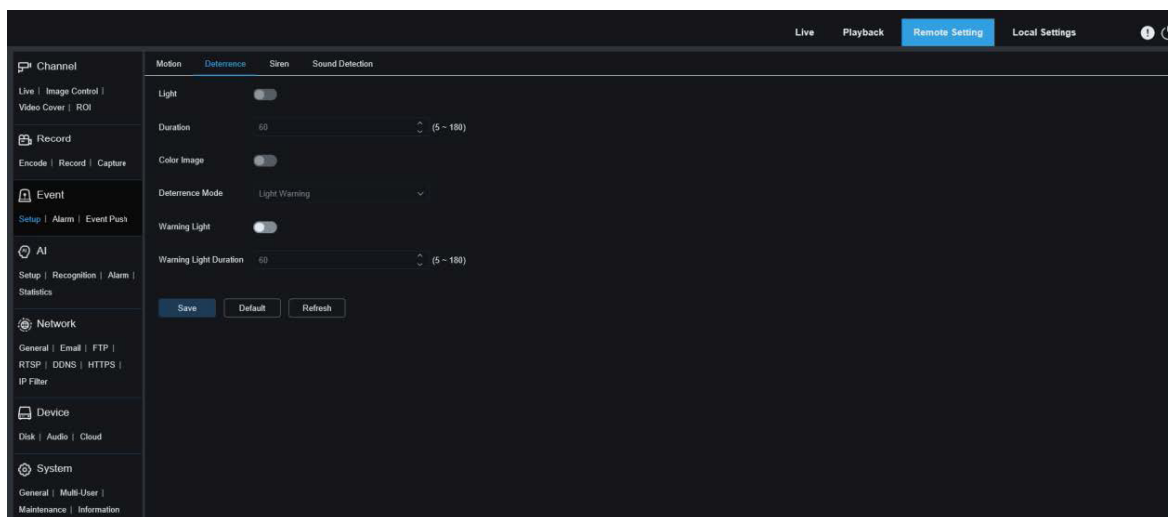 Live Playback Remote Setting Local Settings
Channel
Live | Image Control |
Video Cover | ROI
Record
Encode | Record | Capture
Event
Setup | Alarm | Event Push
AI
Setup | Recognition | Alarm |
Statistics
Network
General | Email | FTP |
RTSP | DDNS | HTTPS |
IP Filter
Device
Disk | Audio | Cloud
System
General | Multi-User |
Maintenance | Information
Motion Deterrence Siren Sound Detection
Light
Duration 60 (5 ~ 180)
Color Image
Deterrence Mode Light Warning
Warning Light
Warning Light Duration 60 (5 ~ 180)
Save Default Refresh